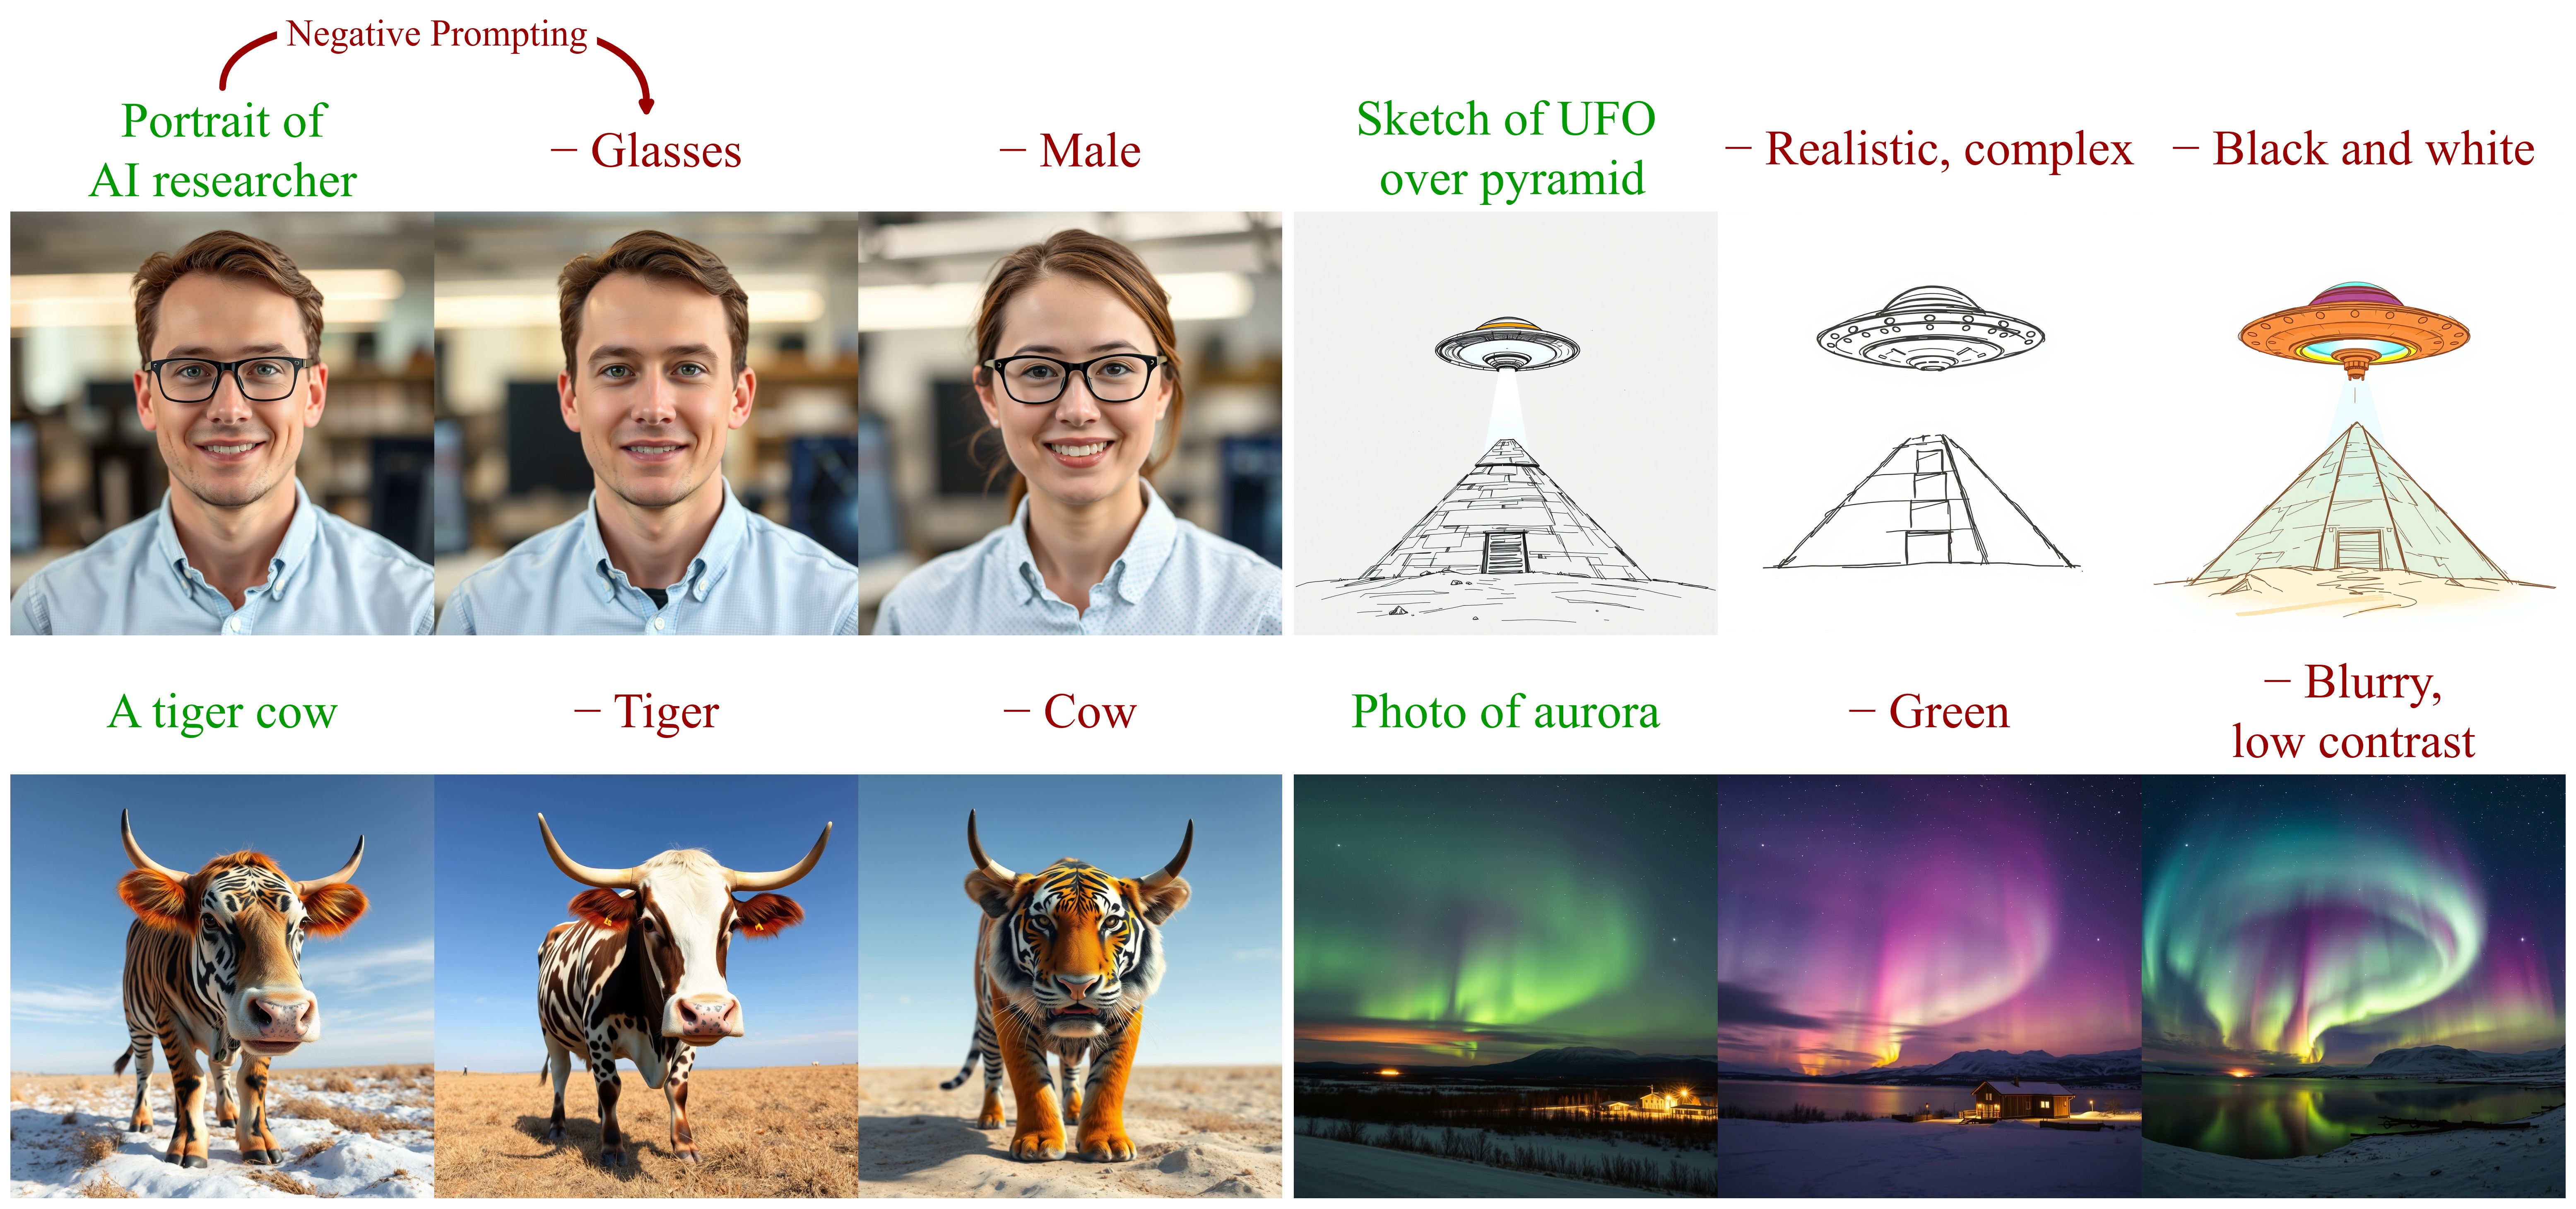 Negative Prompting
Portrait of
AI researcher
− Glasses
− Male
Sketch of UFO
over pyramid
− Realistic, complex
− Black and white
A tiger cow
− Tiger
− Cow
Photo of aurora
− Green
− Blurry,
low contrast